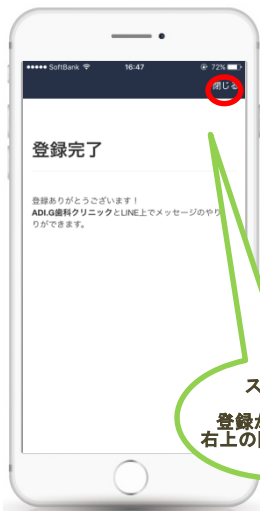 SoftBank 16:47 72%
閉じる
登録完了
登録ありがとうございます！
ADI.G歯科クリニックとLINE上でメッセージのやり
りができます。
ス
登録が
右上の